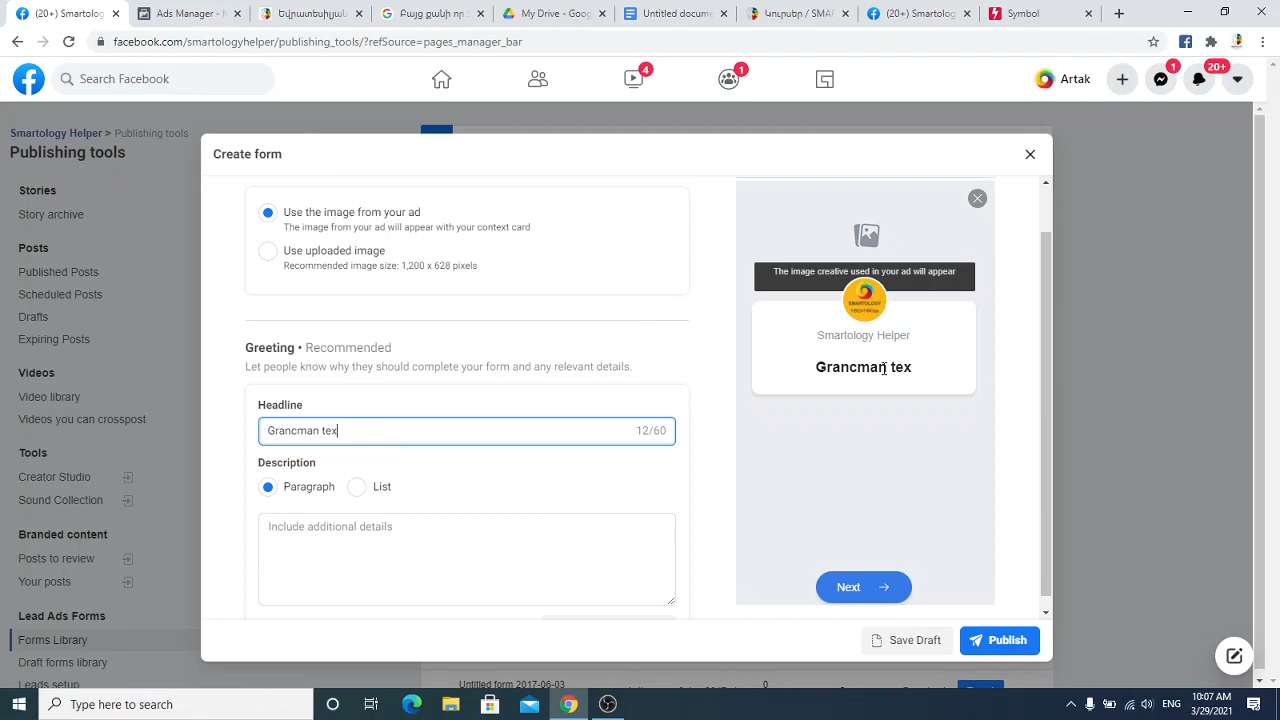 (20+) Smartolog
Ads Manager - I
Google
My Drive - Goog
Untitled docume
(20+) Smartolog
Symbol
facebook.com/smartologyhelper/publishing_tools/?refSource=pages_manager_bar
Search Facebook
4
1
Artak
1
20+
Smartology Helper > Publishing tools
Publishing tools
Stories
Story archive
Posts
Published Posts
Scheduled Posts
Drafts
Expiring Posts
Videos
Video library
Videos you can crosspost
Tools
Creator Studio
Sound Collection
Branded content
Posts to review
Your posts
Lead Ads Forms
Forms Library
Draft forms library
Leads setup
Create form
Use the image from your ad
The image from your ad will appear with your context card
Use uploaded image
Recommended image size: 1,200 x 628 pixels
Greeting • Recommended
Let people know why they should complete your form and any relevant details.
Headline
Grancman tex
12/60
Description
Paragraph
List
Include additional details
The image creative used in your ad will appear
SMARTOLOGY
Smartology Helper
Grancman tex
Next
Save Draft
Publish
Untitled form 2017-06-03
0
Type here to search
ENG
10:07 AM
3/29/2021